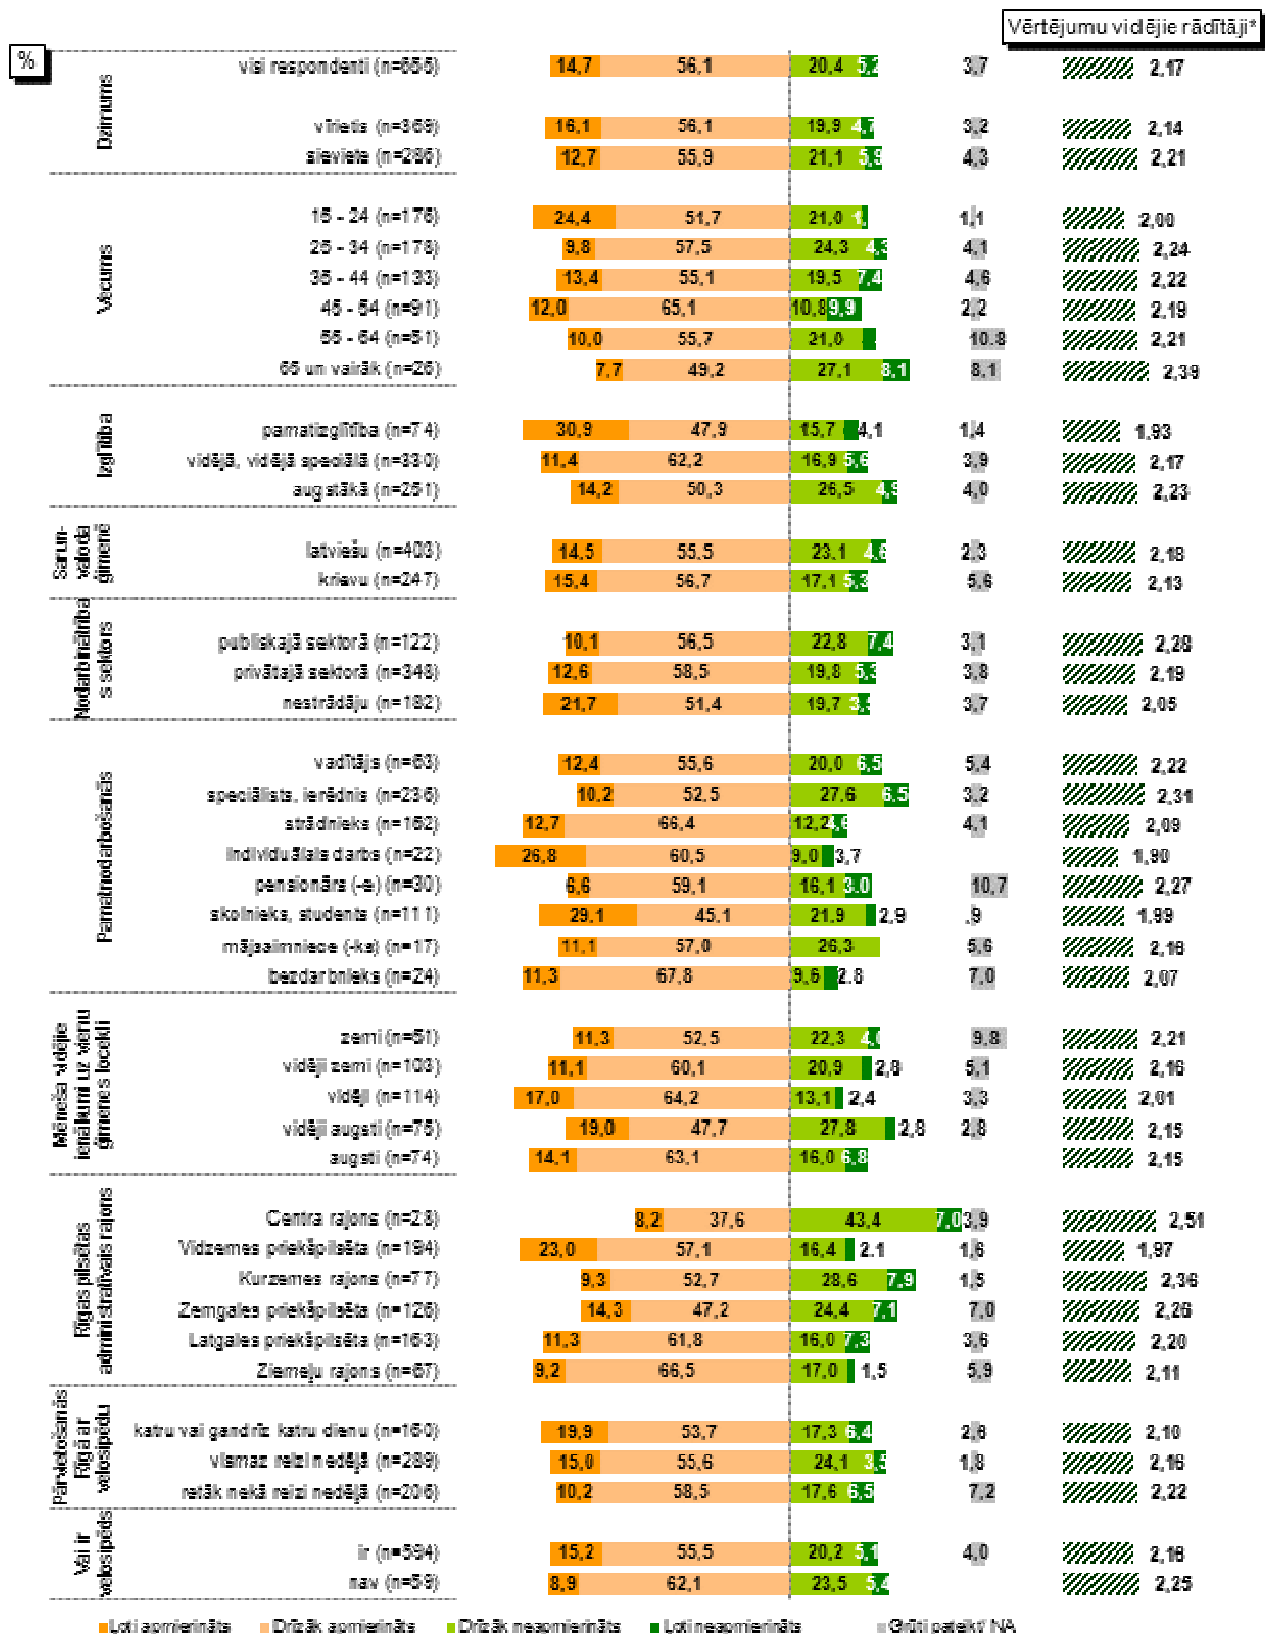 Vērtējumu vidējie rādītāji*
%
Dzimums
visi respondenti (n=655) 14,7 56,1 20,4 5,2 3,7 2,17
vīrietis (n=369) 16,1 56,1 19,9 4,7 3,2 2,14
sieviete (n=286) 12,7 55,9 21,1 5,9 4,3 2,21
Vecums
15 - 24 (n=176) 24,4 51,7 21,0 1,1 2,00
25 - 34 (n=178) 9,8 57,5 24,3 4,3 4,1 2,24
35 - 44 (n=133) 13,4 55,1 19,5 7,4 4,6 2,22
45 - 54 (n=91) 12,0 65,1 10,8 9,9 2,2 2,19
55 - 64 (n=51) 10,0 55,7 21,0 10,8 2,21
65 un vairāk (n=26) 7,7 49,2 27,1 8,1 8,1 2,39
Izglītība
pamatizglītība (n=74) 30,9 47,9 15,7 4,1 1,4 1,93
vidējā, vidējā speciālā (n=330) 11,4 62,2 16,9 5,6 3,9 2,17
augstākā (n=251) 14,2 50,3 26,5 4,9 4,0 2,23
Sarun-
valoda
ģimenē
latviešu (n=403) 14,5 55,5 23,1 4,6 2,3 2,18
krievu (n=247) 15,4 56,7 17,1 5,3 5,6 2,13
Nodarbinātība
s sektors
publiskajā sektorā (n=122) 10,1 56,5 22,8 7,4 3,1 2,28
privātajā sektorā (n=348) 12,6 58,5 19,8 5,3 3,8 2,19
nestrādāju (n=182) 21,7 51,4 19,7 3,7 2,05
Pamatnodarbošanās
vadītājs (n=63) 12,4 55,6 20,0 6,5 5,4 2,22
speciālists, ierēdnis (n=236) 10,2 52,5 27,6 6,5 3,2 2,31
strādnieks (n=152) 12,7 66,4 12,2 4,1 2,09
individuālais darbs (n=22) 26,8 60,5 9,0 3,7 1,90
pensionārs (-e) (n=30) 6,6 59,1 16,1 10,7 2,27
skolnieks, students (n=111) 29,1 45,1 21,9 2,9 ,9 1,99
mājsaimniece (-ks) (n=17) 11,1 57,0 26,3 5,6 2,16
bezdarbnieks (n=24) 11,3 67,8 9,6 2,8 7,0 2,07
Mēneša vidējie
ienākumi uz vienu
ģimenes locekli
zemi (n=51) 11,3 52,5 22,3 4,0 9,8 2,21
vidēji zemi (n=103) 11,1 60,1 20,9 2,8 5,1 2,16
vidēji (n=114) 17,0 64,2 13,1 2,4 3,3 2,01
vidēji augsti (n=75) 19,0 47,7 27,8 2,8 2,8 2,15
augsti (n=74) 14,1 63,1 16,0 6,8 2,15
Rīgas pilsētas
administratīvais rajons
Centra rajons (n=28) 8,2 37,6 43,4 7,0 3,9 2,51
Vidzemes priekšpilsēta (n=194) 23,0 57,1 16,4 2,1 1,6 1,97
Kurzemes rajons (n=77) 9,3 52,7 28,6 7,9 1,5 2,36
Zemgales priekšpilsēta (n=126) 14,3 47,2 24,4 7,1 7,0 2,26
Latgales priekšpilsēta (n=163) 11,3 61,8 16,0 7,3 3,6 2,20
Ziemeļu rajons (n=67) 9,2 66,5 17,0 1,5 5,9 2,11
Pārvietošanās
Rīgā ar
velosipēdu
katru vai gandrīz katru dienu (n=160) 19,9 53,7 17,3 6,4 2,6 2,10
vismaz reizi nedēļā (n=289) 15,0 55,6 24,1 3,5 1,8 2,16
retāk nekā reizi nedēļā (n=206) 10,2 58,5 17,6 6,5 7,2 2,22
Vai ir
velosipēds
ir (n=594) 15,2 55,5 20,2 5,1 4,0 2,16
nav (n=59) 8,9 62,1 23,5 5,4 2,25
Ļoti apmierināts Drīzāk apmierināts Drīzāk neapmierināts Ļoti neapmierināts Grūti pateikt/ NA